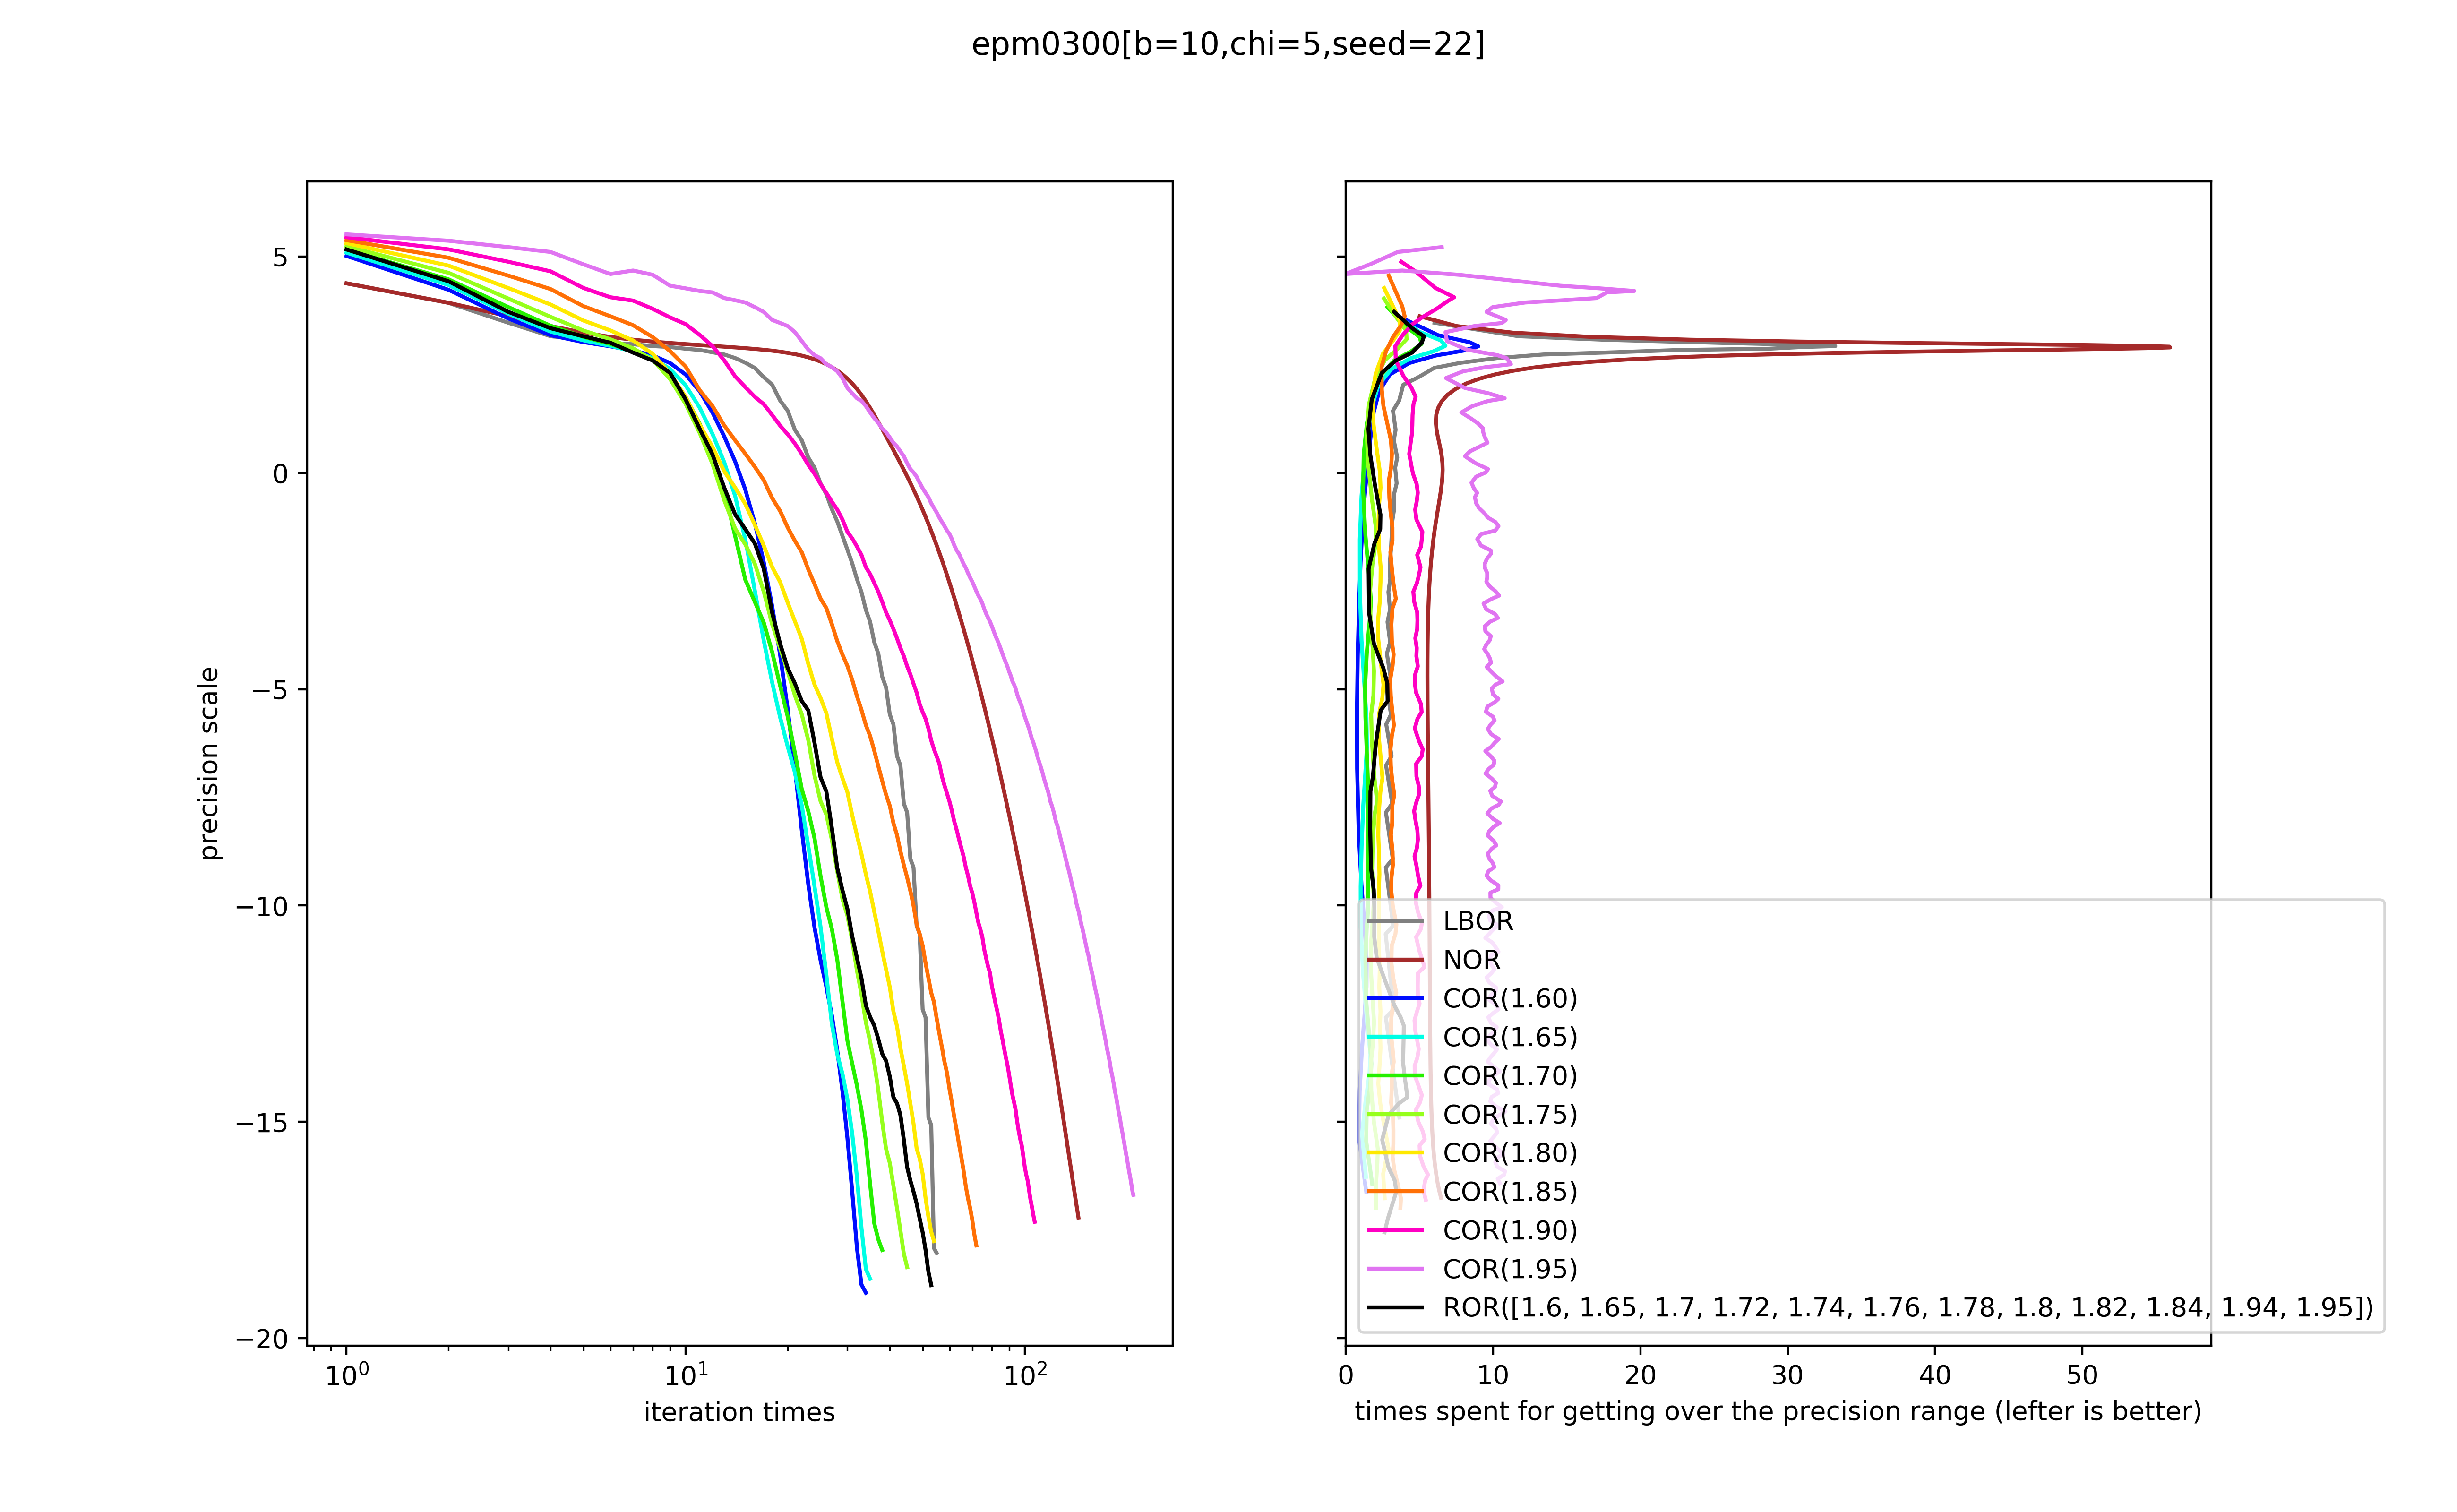 epm0300[b=10,chi=5,seed=22]
precision scale
5
0
−5
−10
−15
−20
10⁰
10¹
10²
iteration times
LBOR
NOR
COR(1.60)
COR(1.65)
COR(1.70)
COR(1.75)
COR(1.80)
COR(1.85)
COR(1.90)
COR(1.95)
ROR([1.6, 1.65, 1.7, 1.72, 1.74, 1.76, 1.78, 1.8, 1.82, 1.84, 1.94, 1.95])
0 10 20 30 40 50
times spent for getting over the precision range (lefter is better)